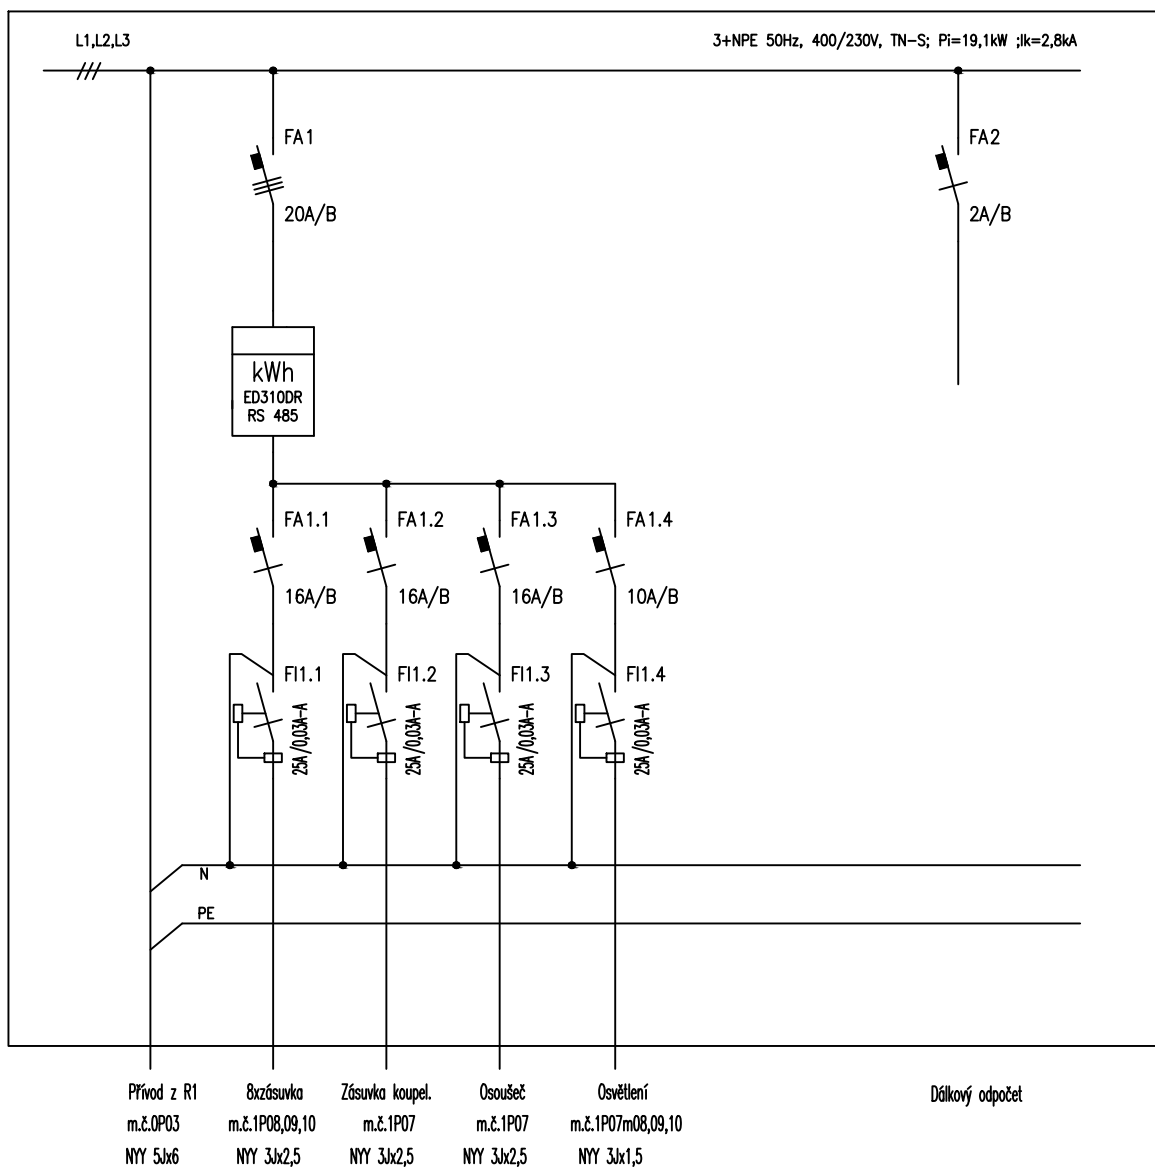 L1,L2,L3
3+NPE 50Hz, 400/230V, TN-S; Pi=19,1kW ;Ik=2,8kA
FA1
20A/B
FA2
2A/B
kWh
ED310DR
RS 485
FA1.1
FA1.2
FA1.3
FA1.4
16A/B
16A/B
16A/B
10A/B
FI1.1
FI1.2
FI1.3
FI1.4
25A/0,03A-A
25A/0,03A-A
25A/0,03A-A
25A/0,03A-A
N
PE
Přívod z R1
m.č.0P03
NYY 5Jx6
8xzásuvka
m.č.1P08,09,10
NYY 3Jx2,5
Zásuvka koupel.
m.č.1P07
NYY 3Jx2,5
Osoušeč
m.č.1P07
NYY 3Jx2,5
Osvětlení
m.č.1P07m08,09,10
NYY 3Jx1,5
Dálkový odpočet